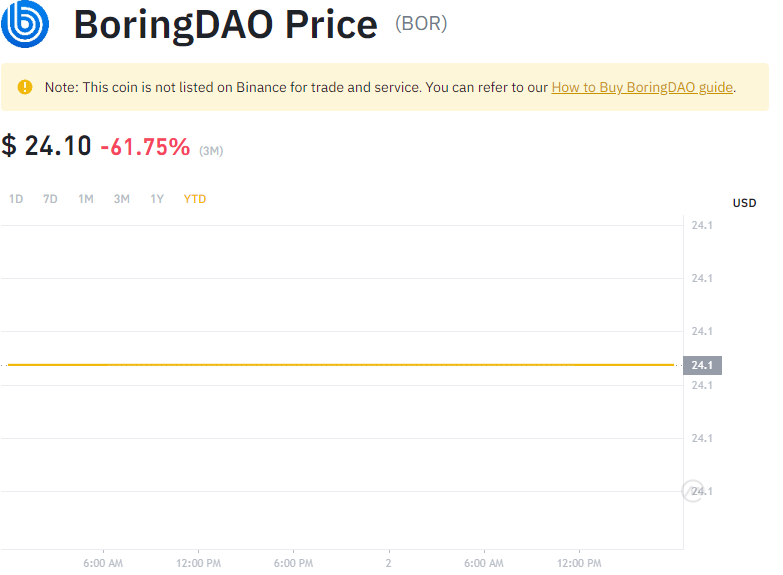 BoringDAO Price (BOR)
Note: This coin is not listed on Binance for trade and service. You can refer to our How to Buy BoringDAO guide.
$ 24.10 -61.75% (3M)
1D 7D 1M 3M 1Y YTD
USD
24.1
24.1
24.1
24.1
24.1
24.1
24.1
6:00 AM 12:00 PM 6:00 PM 2 6:00 AM 12:00 PM